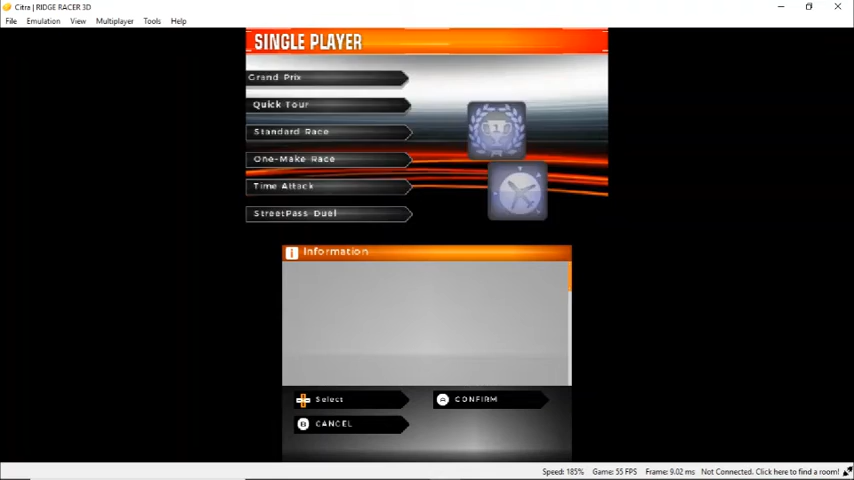 Citra | RIDGE RACER 3D
File Emulation View Multiplayer Tools Help
SINGLE PLAYER
Grand Prix
Quick Tour
Standard Race
One-Make Race
Time Attack
StreetPass Duel
1
i Information
Select
A CONFIRM
B CANCEL
Speed: 185% Game: 55 FPS Frame: 9.02 ms Not Connected. Click here to find a room!